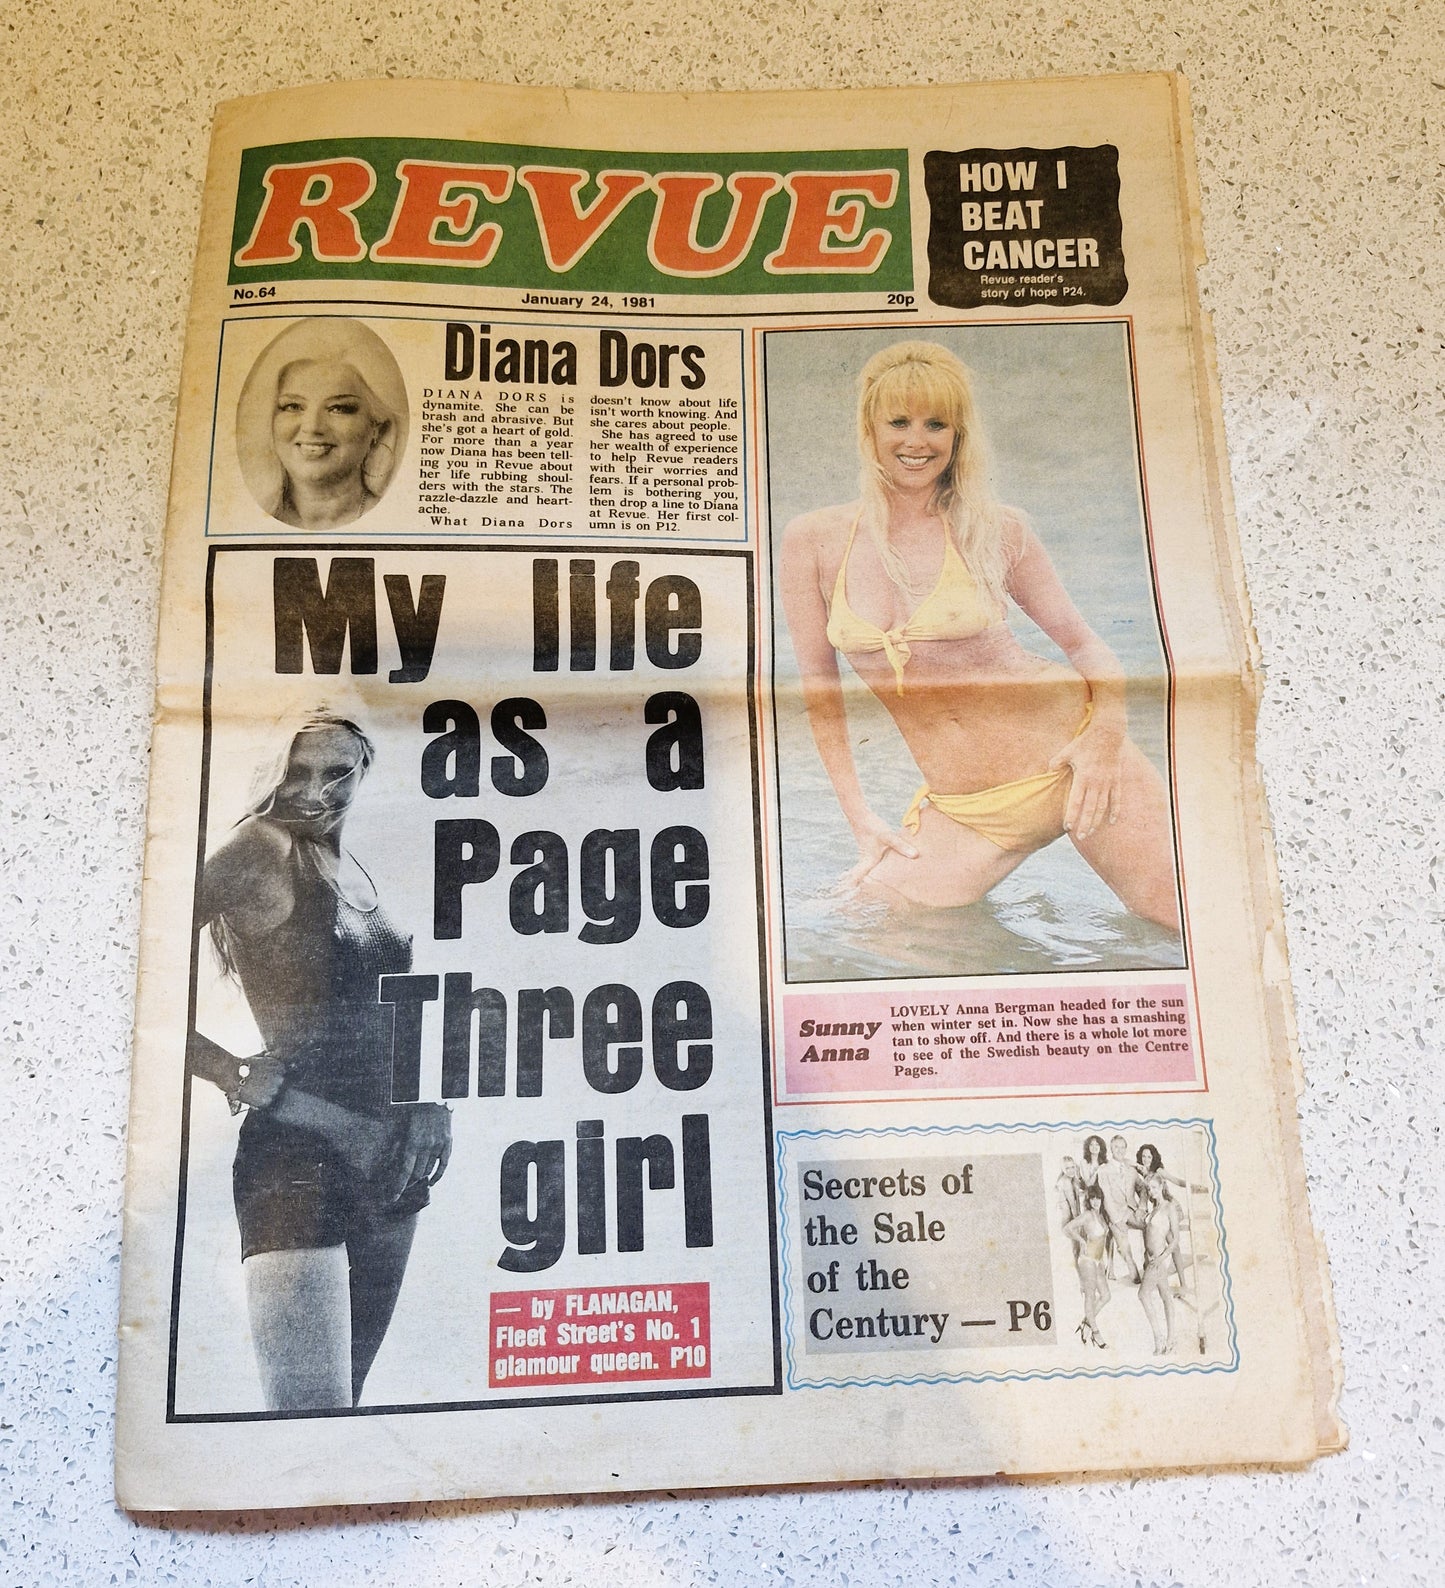 REVUE
No.64
January 24, 1981
20p
HOW I
BEAT
CANCER
Revue reader's
story of hope P24.
Diana Dors
DIANA DORS is
dynamite. She can be
brash and abrasive. But
she's got a heart of gold.
For more than a year
now Diana has been tell-
ing you in Revue about
her life rubbing shoul-
ders with the stars. The
razzle-dazzle and heart-
ache.
What Diana Dors
doesn't know about life
isn't worth knowing. And
she cares about people.
She has agreed to use
her wealth of experience
to help Revue readers
with their worries and
fears. If a personal prob-
lem is bothering you,
then drop a line to Diana
at Revue. Her first col-
umn is on P12.
My life
as a
Page
Three
girl
— by FLANAGAN,
Fleet Street's No. 1
glamour queen. P10
Sunny
Anna
LOVELY Anna Bergman headed for the sun
when winter set in. Now she has a smashing
tan to show off. And there is a whole lot more
to see of the Swedish beauty on the Centre
Pages.
Secrets of
the Sale
of the
Century — P6